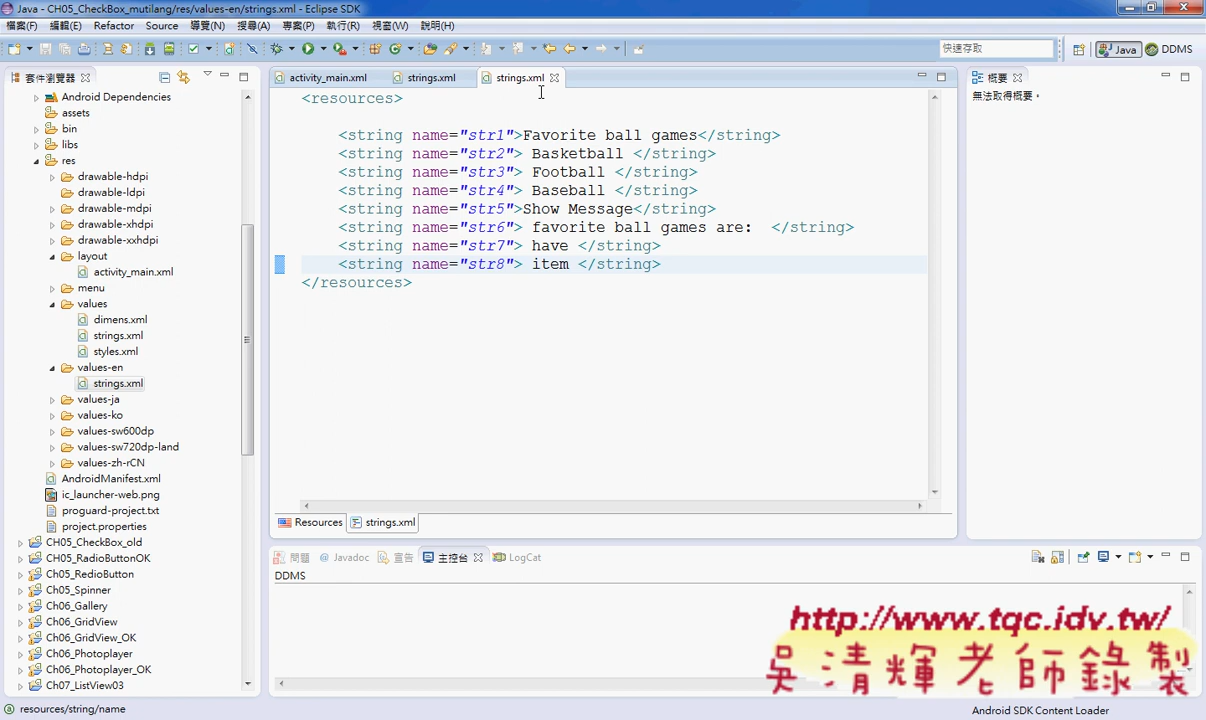 Java - CH05_CheckBox_mutilang/res/values-en/strings.xml - Eclipse SDK
檔案(F) 編輯(E) Refactor Source 導覽(N) 搜尋(A) 專案(P) 執行(R) 視窗(W) 說明(H)
快速存取 Java DDMS
套件瀏覽器
Android Dependencies
assets
bin
libs
res
drawable-hdpi
drawable-ldpi
drawable-mdpi
drawable-xhdpi
drawable-xxhdpi
layout
activity_main.xml
menu
values
dimens.xml
strings.xml
styles.xml
values-en
strings.xml
values-ja
values-ko
values-sw600dp
values-sw720dp-land
values-zh-rCN
AndroidManifest.xml
ic_launcher-web.png
proguard-project.txt
project.properties
CH05_CheckBox_old
CH05_RadioButtonOK
Ch05_RedioButton
Ch05_Spinner
Ch06_Gallery
Ch06_GridView
Ch06_GridView_OK
Ch06_Photoplayer
Ch06_Photoplayer_OK
Ch07_ListView03
activity_main.xml strings.xml strings.xml
<resources>
<string name="str1">Favorite ball games</string>
<string name="str2"> Basketball </string>
<string name="str3"> Football </string>
<string name="str4"> Baseball </string>
<string name="str5">Show Message</string>
<string name="str6"> favorite ball games are:  </string>
<string name="str7"> have </string>
<string name="str8"> item </string>
</resources>
Resources strings.xml
概要
無法取得概要。
問題 @ Javadoc 宣告 主控台 LogCat
DDMS
http://www.tqc.idv.tw/
吳清輝老師錄製
resources/string/name
Android SDK Content Loader